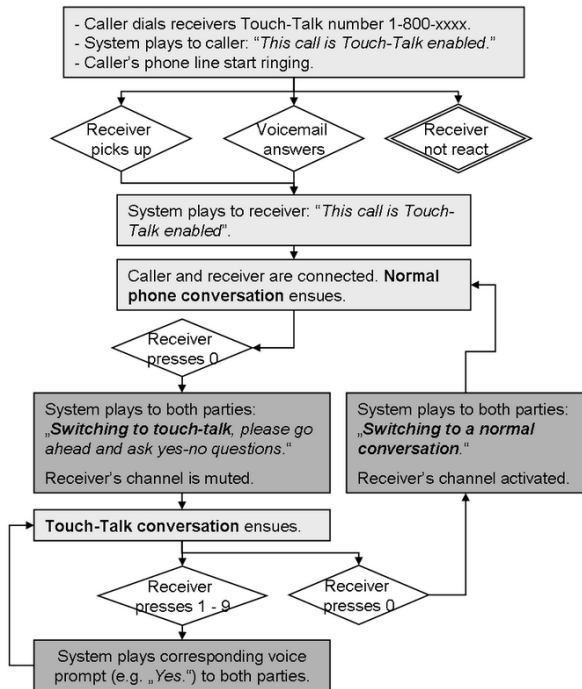 - Caller dials receivers Touch-Talk number 1-800-xxxx.
- System plays to caller: “This call is Touch-Talk enabled.”
- Caller’s phone line start ringing.
Receiver
picks up
Voicemail
answers
Receiver
not react
System plays to receiver: “This call is Touch-
Talk enabled”.
Caller and receiver are connected. Normal
phone conversation ensues.
Receiver
presses 0
System plays to both parties:
„Switching to touch-talk, please go
ahead and ask yes-no questions.“
Receiver’s channel is muted.
System plays to both parties:
„Switching to a normal
conversation.“
Receiver’s channel activated.
Touch-Talk conversation ensues.
Receiver
presses 1 - 9
Receiver
presses 0
System plays corresponding voice
prompt (e.g. „Yes.“) to both parties.